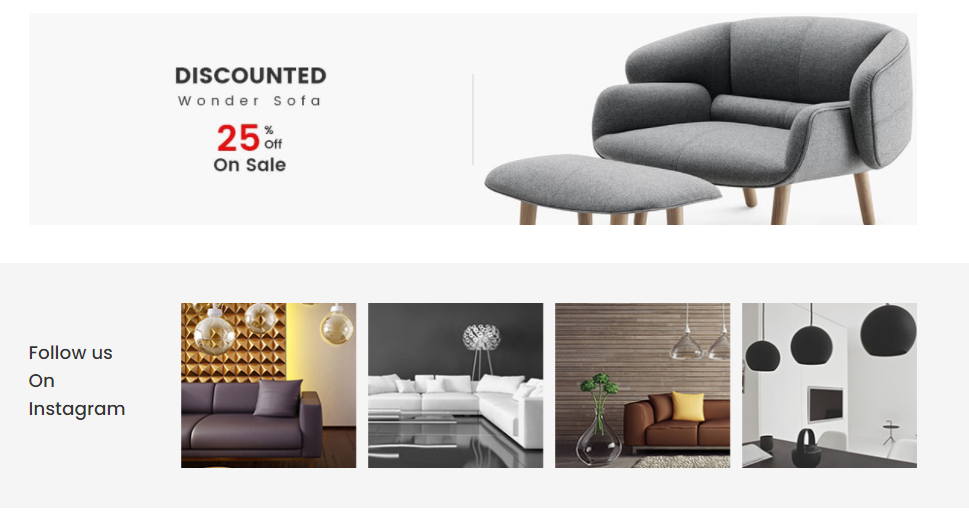 DISCOUNTED
Wonder Sofa
25 % Off
On Sale
Follow us
On
Instagram